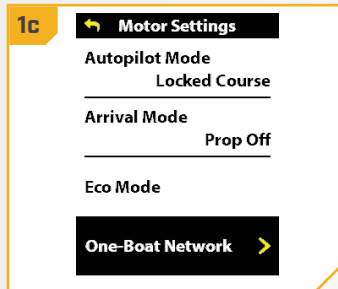 1c
Motor Settings
Autopilot Mode
Locked Course
Arrival Mode
Prop Off
Eco Mode
One-Boat Network